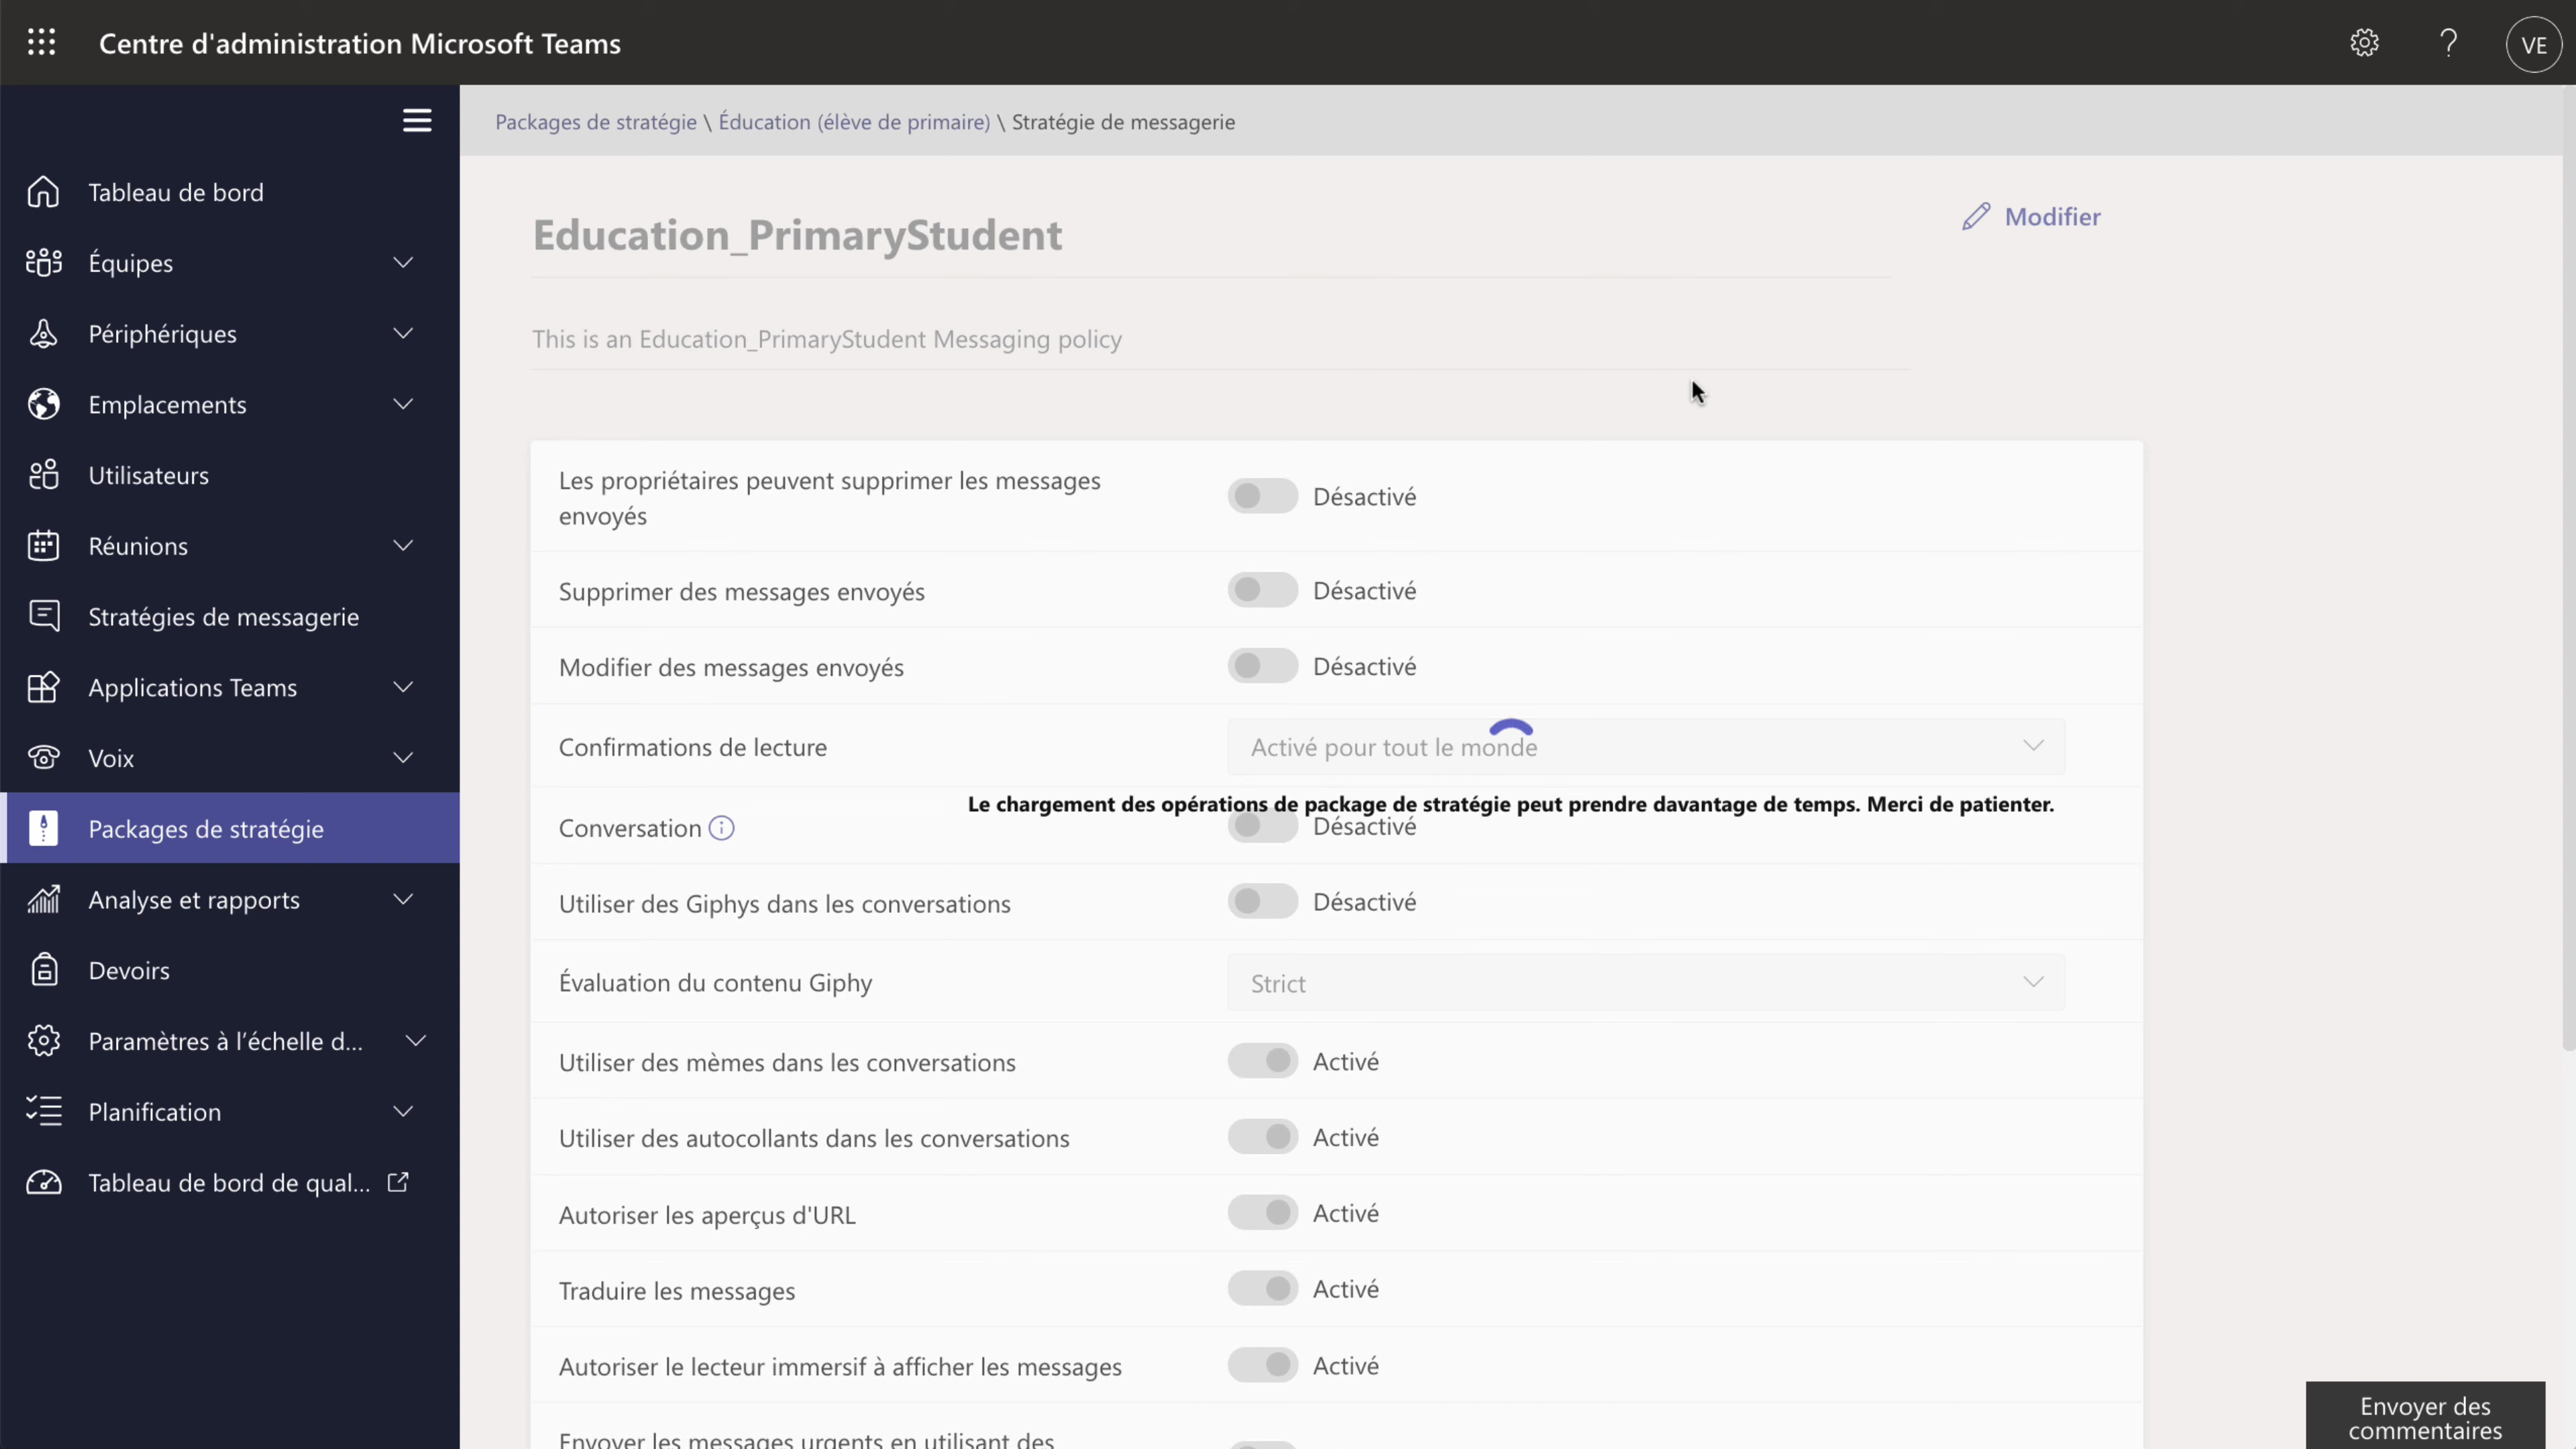 Centre d'administration Microsoft Teams
VE
Packages de stratégie \ Éducation (élève de primaire) \ Stratégie de messagerie
Tableau de bord
Équipes
Périphériques
Emplacements
Utilisateurs
Réunions
Stratégies de messagerie
Applications Teams
Voix
Packages de stratégie
Analyse et rapports
Devoirs
Paramètres à l’échelle d...
Planification
Tableau de bord de qual...
Education_PrimaryStudent
Modifier
This is an Education_PrimaryStudent Messaging policy
Les propriétaires peuvent supprimer les messages
envoyés
Désactivé
Supprimer des messages envoyés
Désactivé
Modifier des messages envoyés
Désactivé
Confirmations de lecture
Activé pour tout le monde
Le chargement des opérations de package de stratégie peut prendre davantage de temps. Merci de patienter.
Conversation
Désactivé
Utiliser des Giphys dans les conversations
Désactivé
Évaluation du contenu Giphy
Strict
Utiliser des mèmes dans les conversations
Activé
Utiliser des autocollants dans les conversations
Activé
Autoriser les aperçus d'URL
Activé
Traduire les messages
Activé
Autoriser le lecteur immersif à afficher les messages
Activé
Envoyer les messages urgents en utilisant des
Envoyer des
commentaires